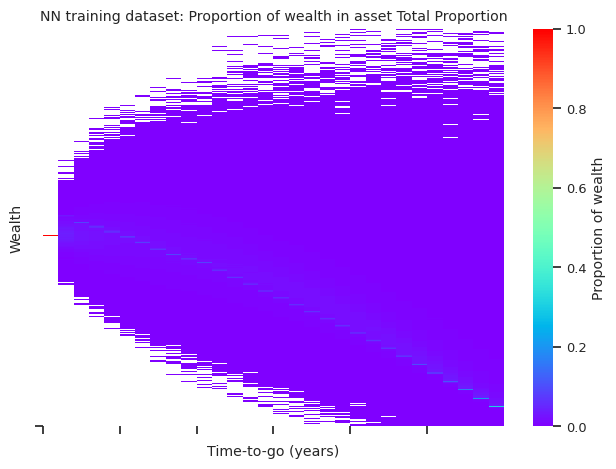 NN training dataset: Proportion of wealth in asset Total Proportion
1.0
0.8
0.6
0.4
0.2
0.0
Proportion of wealth
Wealth
Time-to-go (years)